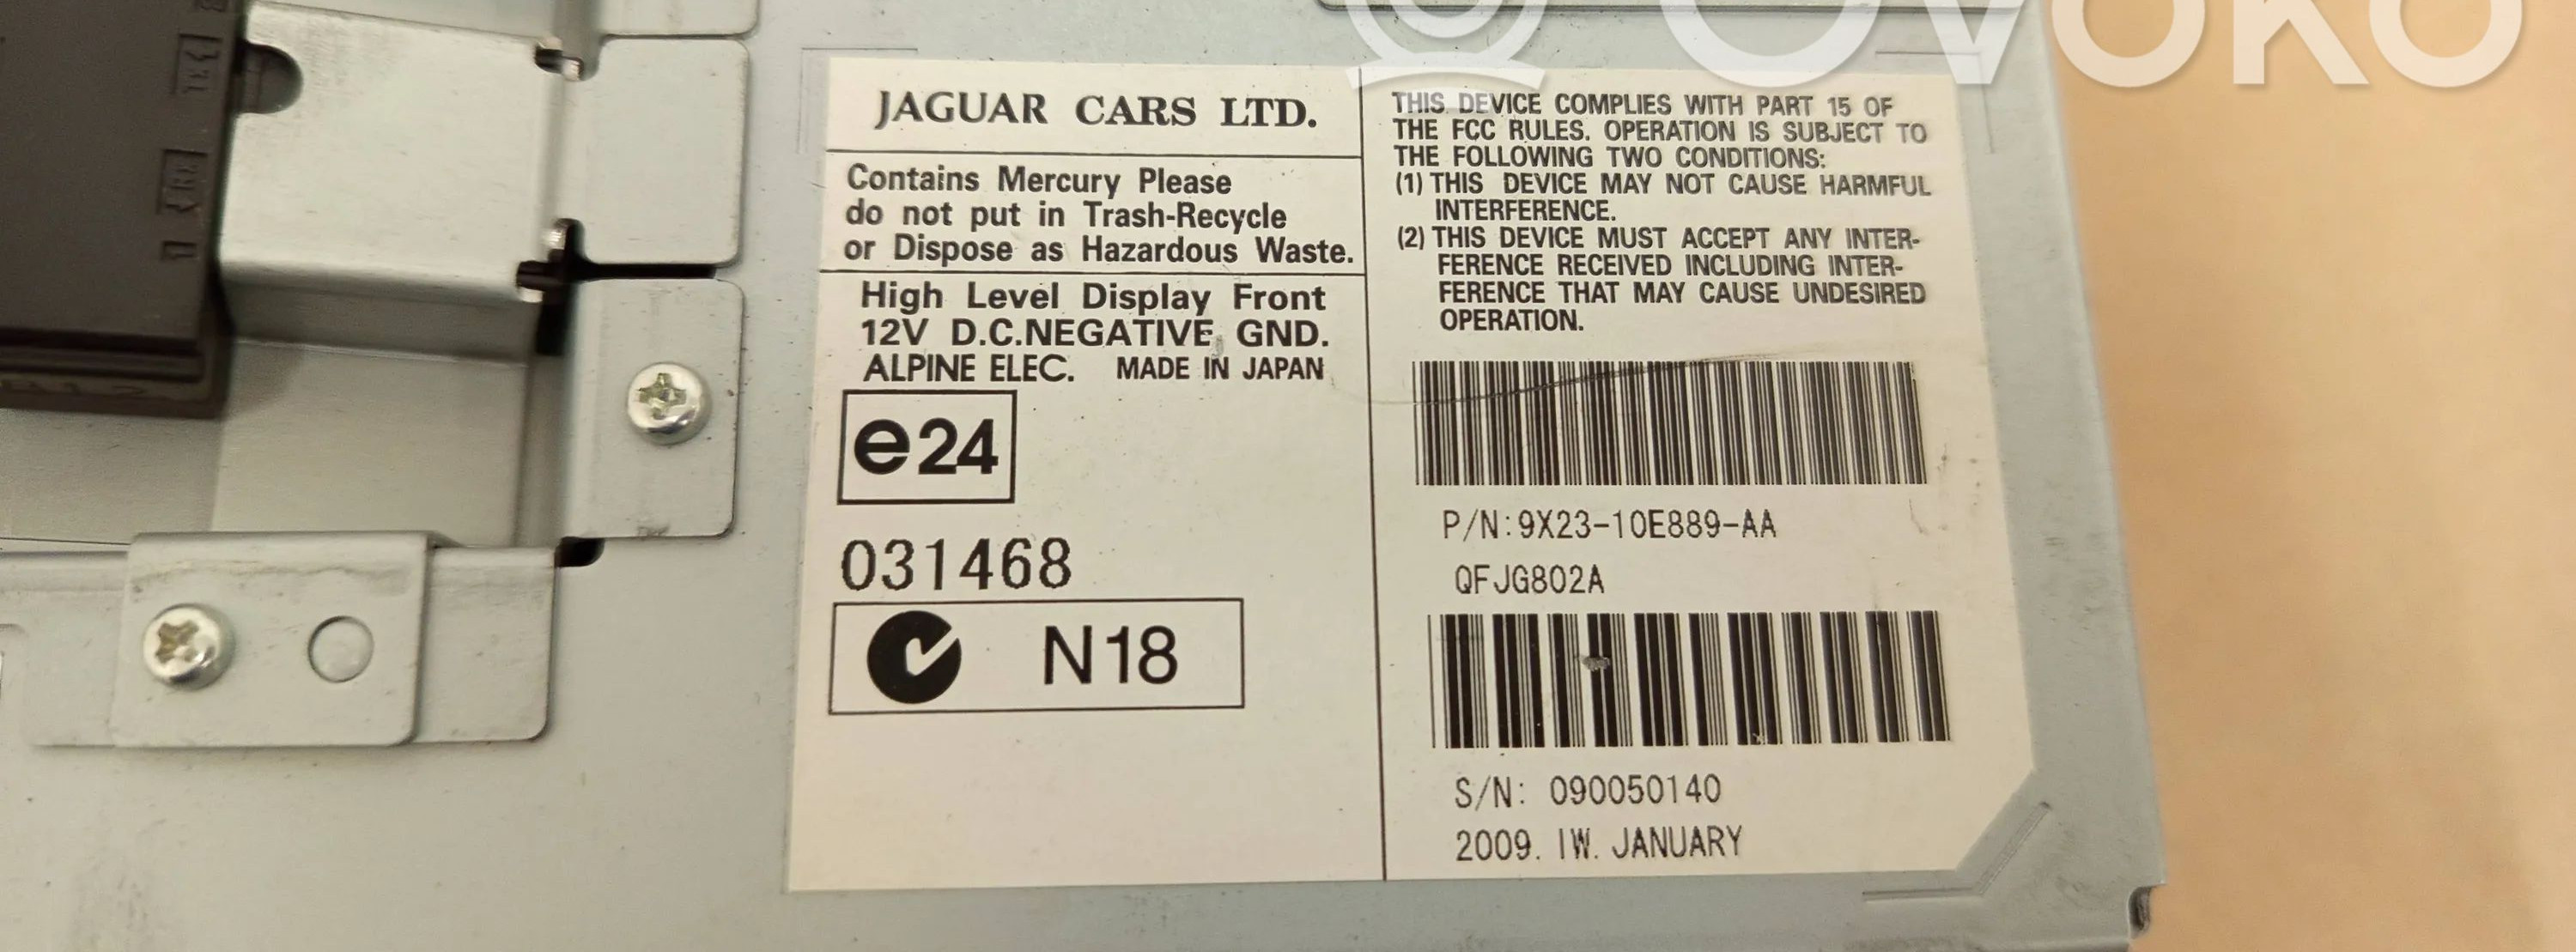 OVOKO
JAGUAR CARS LTD.
Contains Mercury Please
do not put in Trash-Recycle
or Dispose as Hazardous Waste.
High Level Display Front
12V D.C.NEGATIVE GND.
ALPINE ELEC. MADE IN JAPAN
e24
031468
N18
THIS DEVICE COMPLIES WITH PART 15 OF
THE FCC RULES. OPERATION IS SUBJECT TO
THE FOLLOWING TWO CONDITIONS:
(1) THIS DEVICE MAY NOT CAUSE HARMFUL
INTERFERENCE.
(2) THIS DEVICE MUST ACCEPT ANY INTER-
FERENCE RECEIVED INCLUDING INTER-
FERENCE THAT MAY CAUSE UNDESIRED
OPERATION.
P/N:9X23-10E889-AA
QFJG802A
S/N: 090050140
2009. 1W. JANUARY